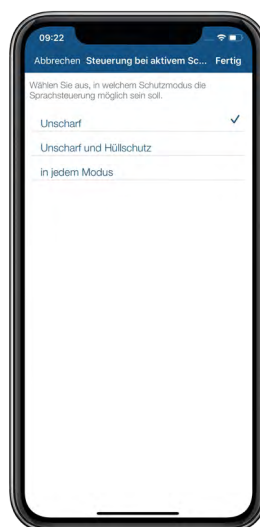 09:22
Abbrechen Steuerung bei aktivem Sc... Fertig
Wählen Sie aus, in welchem Schutzmodus die
Sprachsteuerung möglich sein soll.
Unscharf
Unscharf und Hüllschutz
in jedem Modus